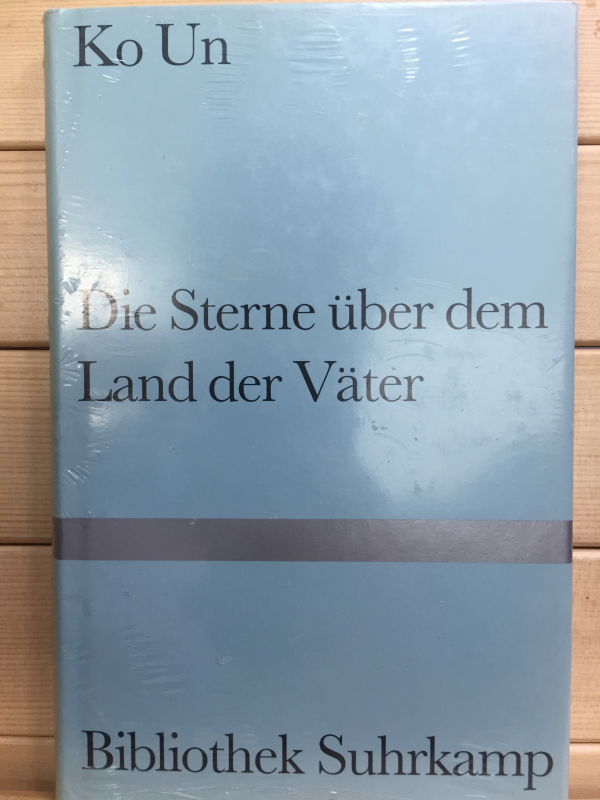 Ko Un
Die Sterne über dem
Land der Väter
Bibliothek Suhrkamp